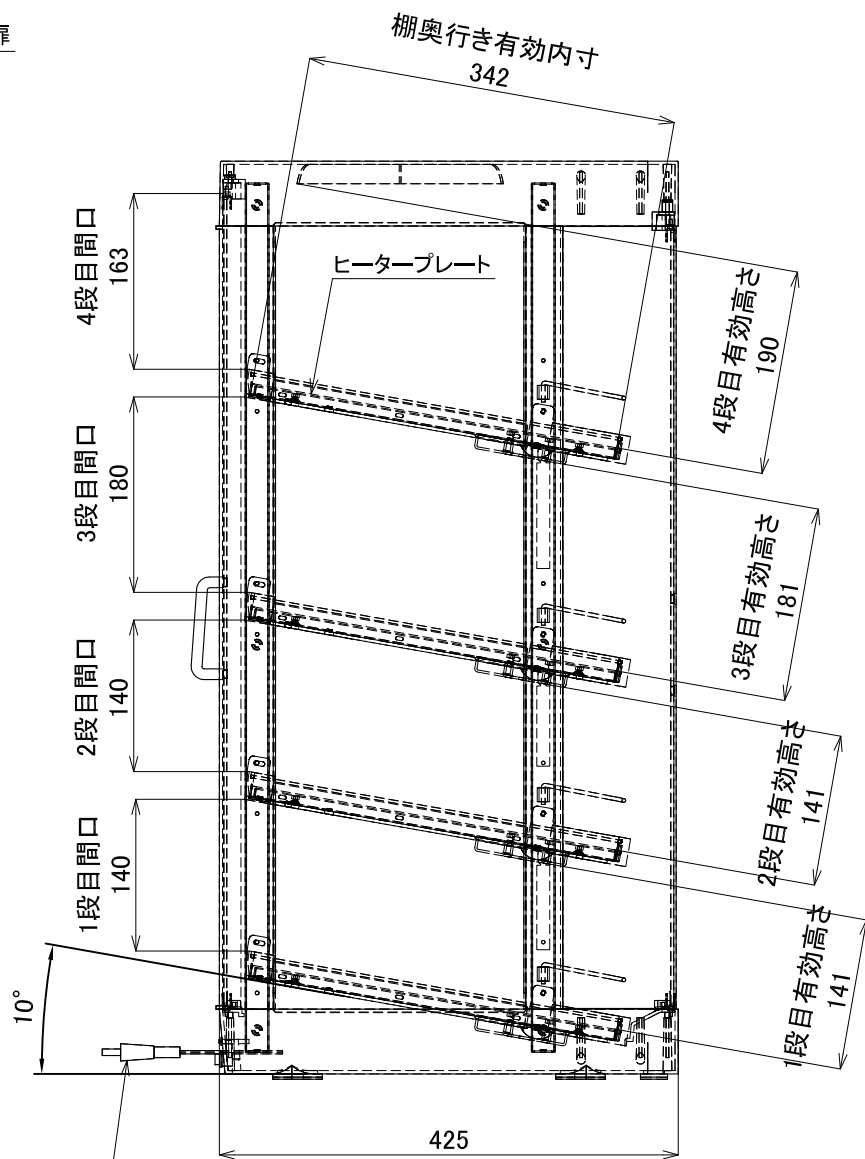 扉
棚奥行き有効内寸
342
4段目間口
163
ヒータープレート
4段目有効高さ
190
3段目間口
180
3段目有効高さ
181
2段目間口
140
2段目有効高さ
141
1段目間口
140
1段目有効高さ
141
10°
425